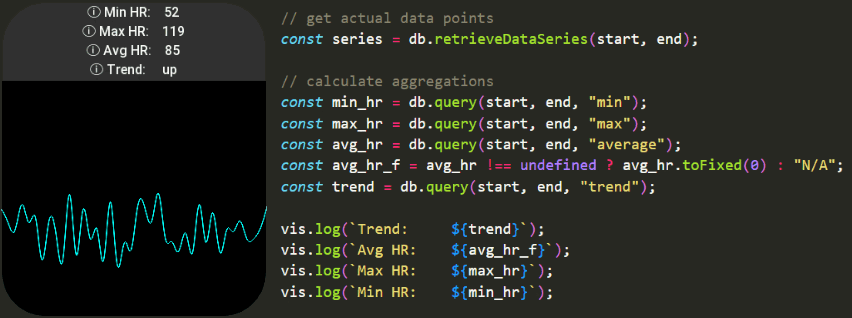 ⓘ Min HR: 52
ⓘ Max HR: 119
ⓘ Avg HR: 85
ⓘ Trend: up
// get actual data points
const series = db.retrieveDataSeries(start, end);
// calculate aggregations
const min_hr = db.query(start, end, "min");
const max_hr = db.query(start, end, "max");
const avg_hr = db.query(start, end, "average");
const avg_hr_f = avg_hr !== undefined ? avg_hr.toFixed(0) : "N/A";
const trend = db.query(start, end, "trend");
vis.log(`Trend:     ${trend}`);
vis.log(`Avg HR:    ${avg_hr_f}`);
vis.log(`Max HR:    ${max_hr}`);
vis.log(`Min HR:    ${min_hr}`);